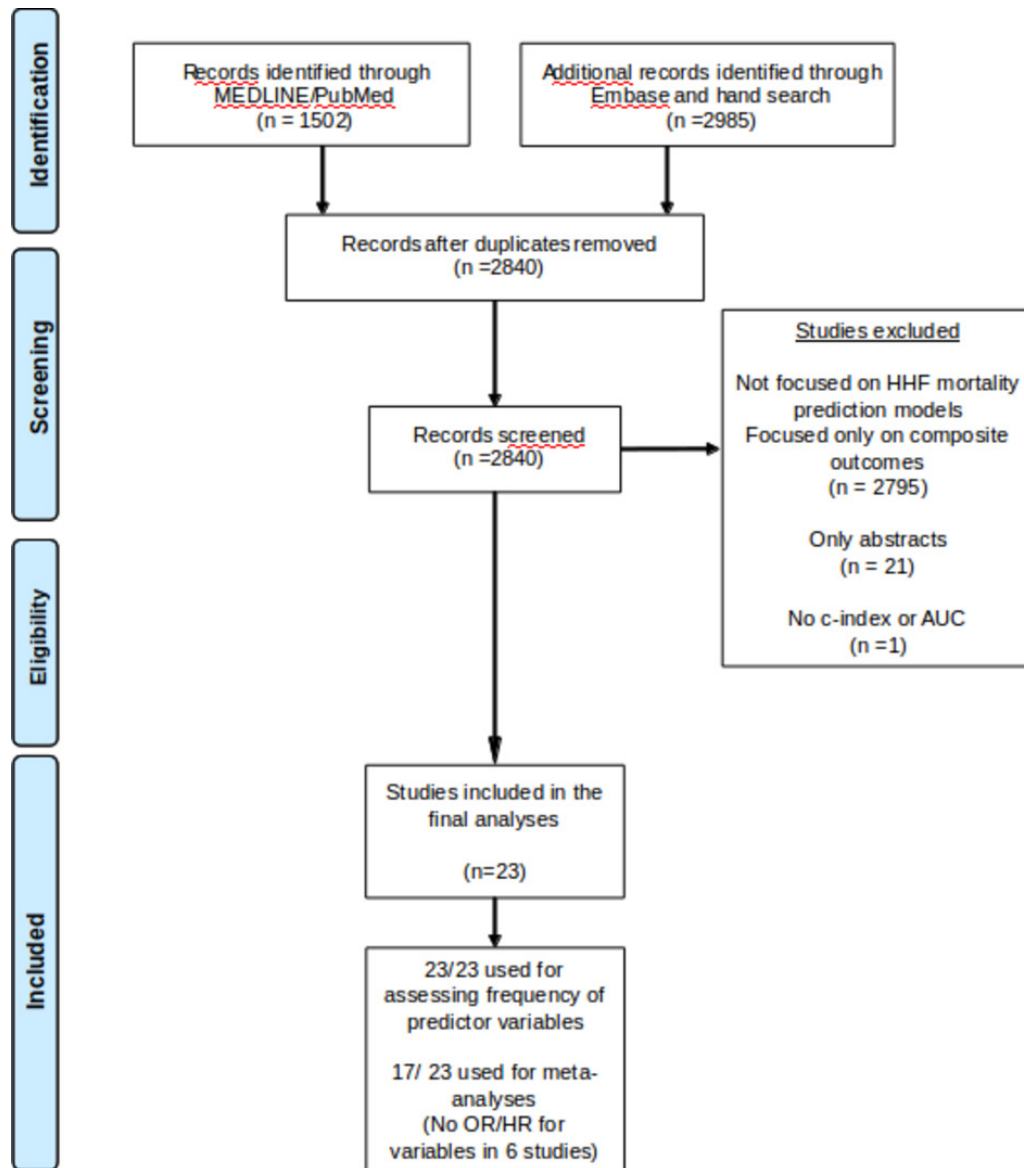 Identification
Records identified through
MEDLINE/PubMed
(n = 1502)
Additional records identified through
Embase and hand search
(n =2985)
Records after duplicates removed
(n =2840)
Screening
Records screened
(n =2840)
Studies excluded
Not focused on HHF mortality
prediction models
Focused only on composite
outcomes
(n = 2795)
Only abstracts
(n = 21)
No c-index or AUC
(n =1)
Eligibility
Included
Studies included in the
final analyses
(n=23)
23/23 used for
assessing frequency of
predictor variables
17/ 23 used for meta-
analyses
(No OR/HR for
variables in 6 studies)